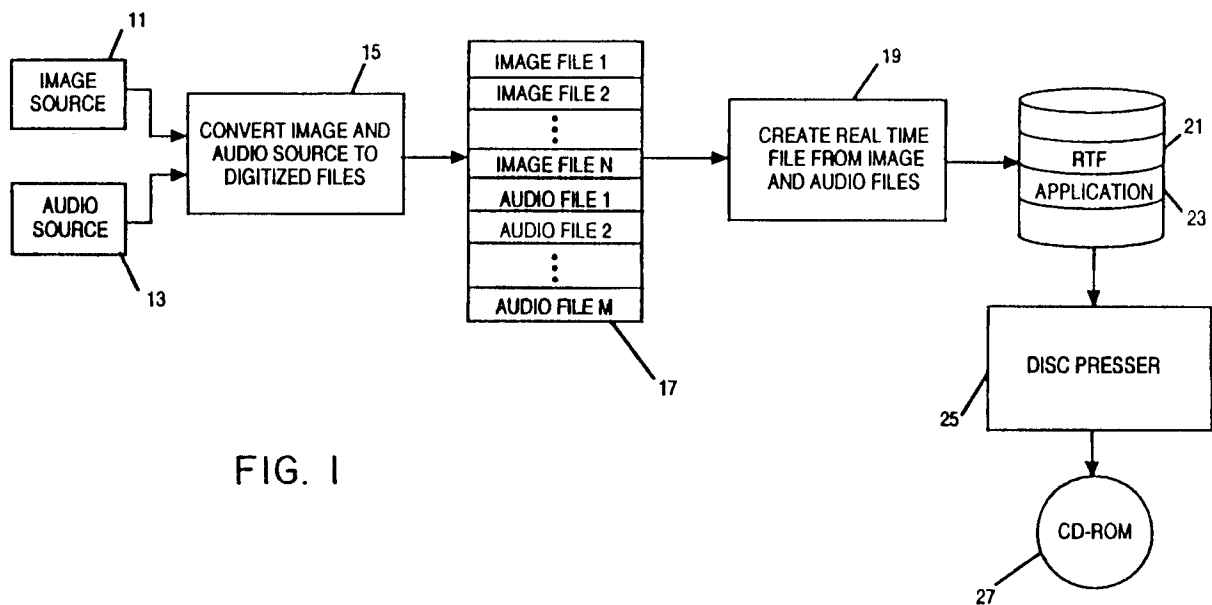 11
IMAGE
SOURCE
AUDIO
SOURCE
13
15
CONVERT IMAGE AND
AUDIO SOURCE TO
DIGITIZED FILES
IMAGE FILE 1
IMAGE FILE 2
IMAGE FILE N
AUDIO FILE 1
AUDIO FILE 2
AUDIO FILE M
17
19
CREATE REAL TIME
FILE FROM IMAGE
AND AUDIO FILES
21
RTF
APPLICATION
23
DISC PRESSER
25
CD-ROM
27
FIG. 1